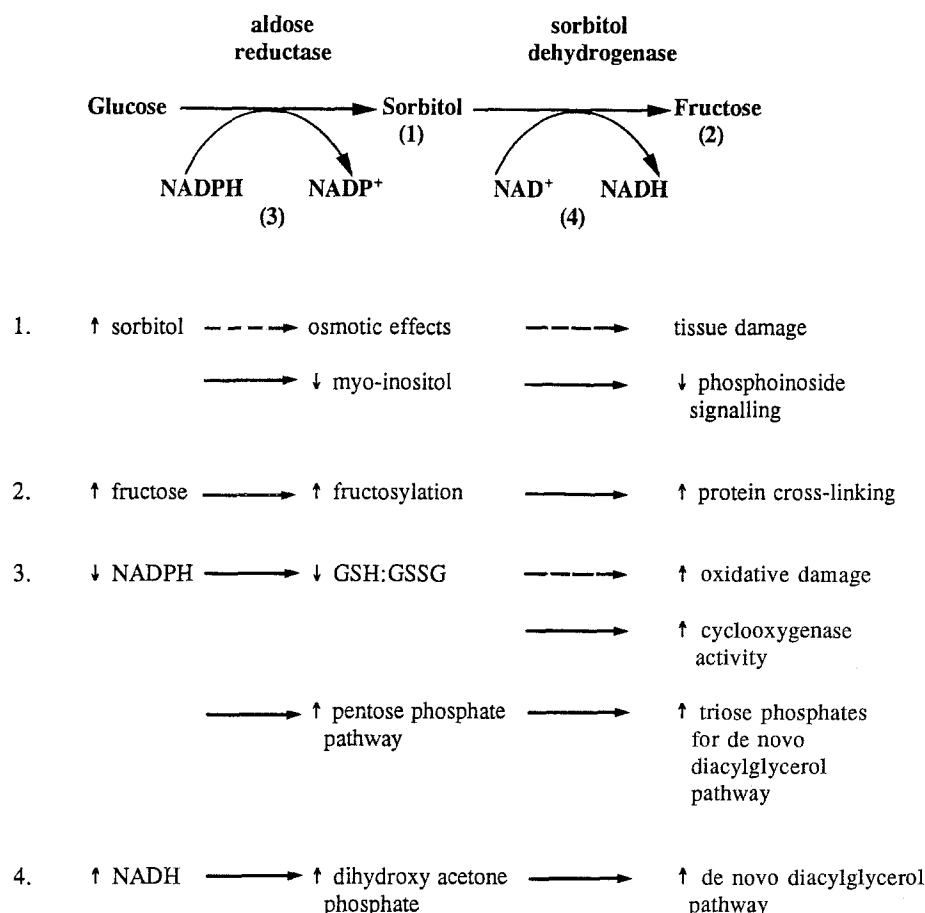 aldose sorbitol
reductase dehydrogenase
Glucose Sorbitol Fructose
(1) (2)
NADPH NADP+ NAD+ NADH
(3) (4)
1. ↑ sorbitol osmotic effects tissue damage
↓ myo-inositol ↓ phosphoinoside
signalling
2. ↑ fructose ↑ fructosylation ↑ protein cross-linking
3. ↓ NADPH ↓ GSH:GSSG ↑ oxidative damage
↑ cyclooxygenase
activity
↑ pentose phosphate ↑ triose phosphates
pathway for de novo
diacylglycerol
pathway
4. ↑ NADH ↑ dihydroxy acetone ↑ de novo diacylglycerol
phosphate pathway